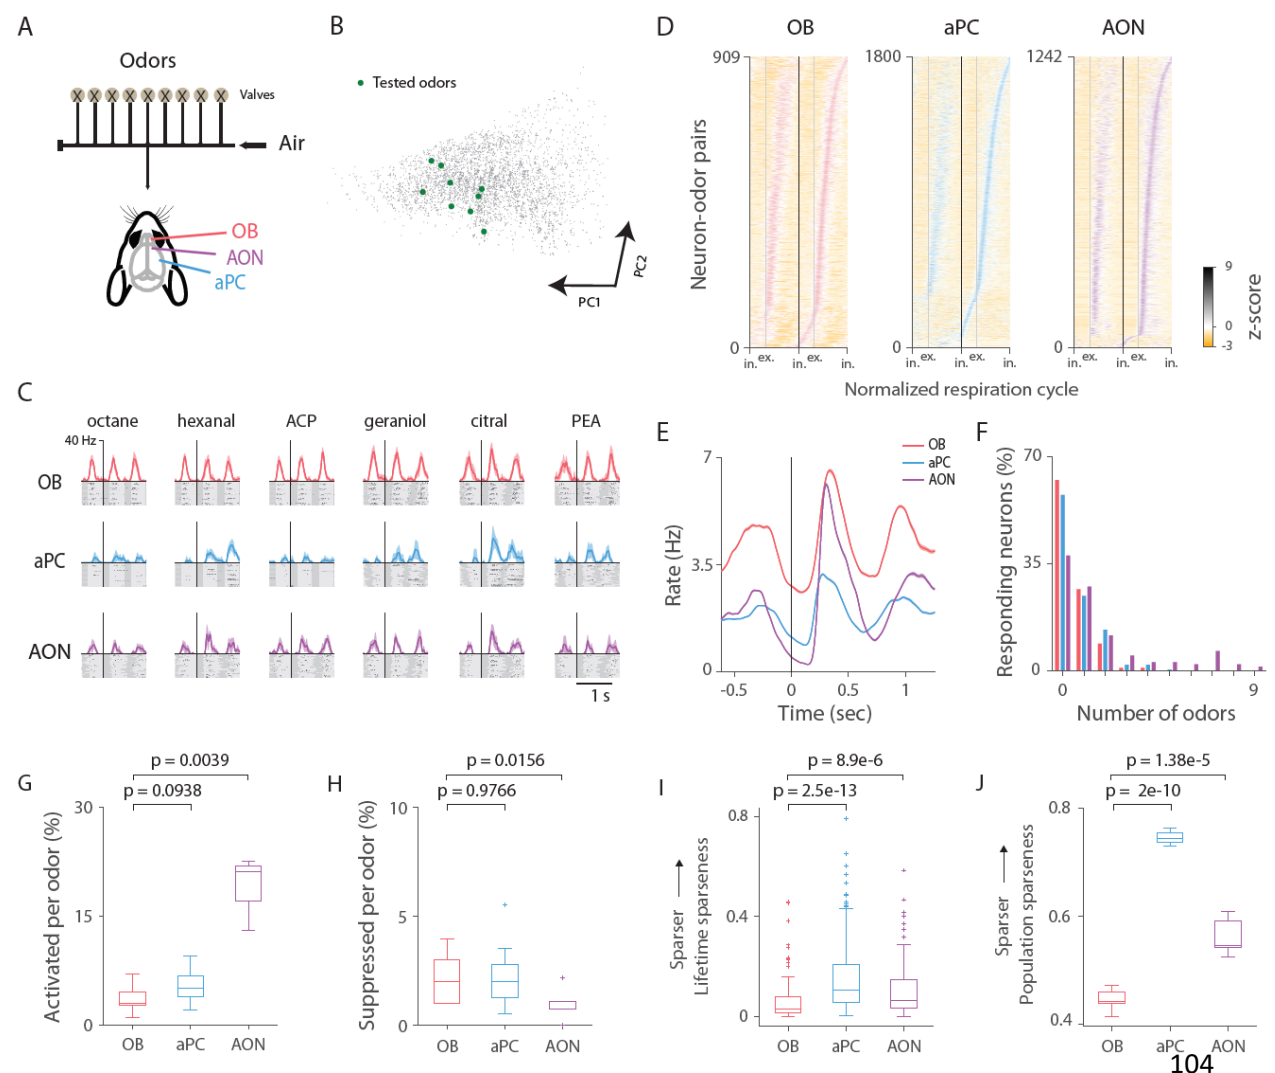 A
Odors
Valves
Air
OB
AON
aPC
B
Tested odors
PC2
PC1
C
octane hexanal ACP geraniol citral PEA
40 Hz
OB
aPC
AON
1 s
D OB aPC AON
909 1800 1242
Neuron-odor pairs
0 0 0
in. ex. in. ex. in. in. ex. in. ex. in. in. ex. in. ex. in.
Normalized respiration cycle
9
0
-3
z-score
E
OB
aPC
AON
7
3.5
0
Rate (Hz)
-0.5 0 0.5 1
Time (sec)
F
70
35
0
Responding neurons (%)
0 9
Number of odors
G
p = 0.0039
p = 0.0938
30
15
0
Activated per odor (%)
OB aPC AON
H
p = 0.0156
p = 0.9766
10
5
0
Suppressed per odor (%)
OB aPC AON
I
p = 8.9e-6
p = 2.5e-13
0.8
0.4
0
Sparser
Lifetime sparseness
OB aPC AON
J
p = 1.38e-5
p = 2e-10
0.8
0.6
0.4
Sparser
Population sparseness
OB aPC AON
104